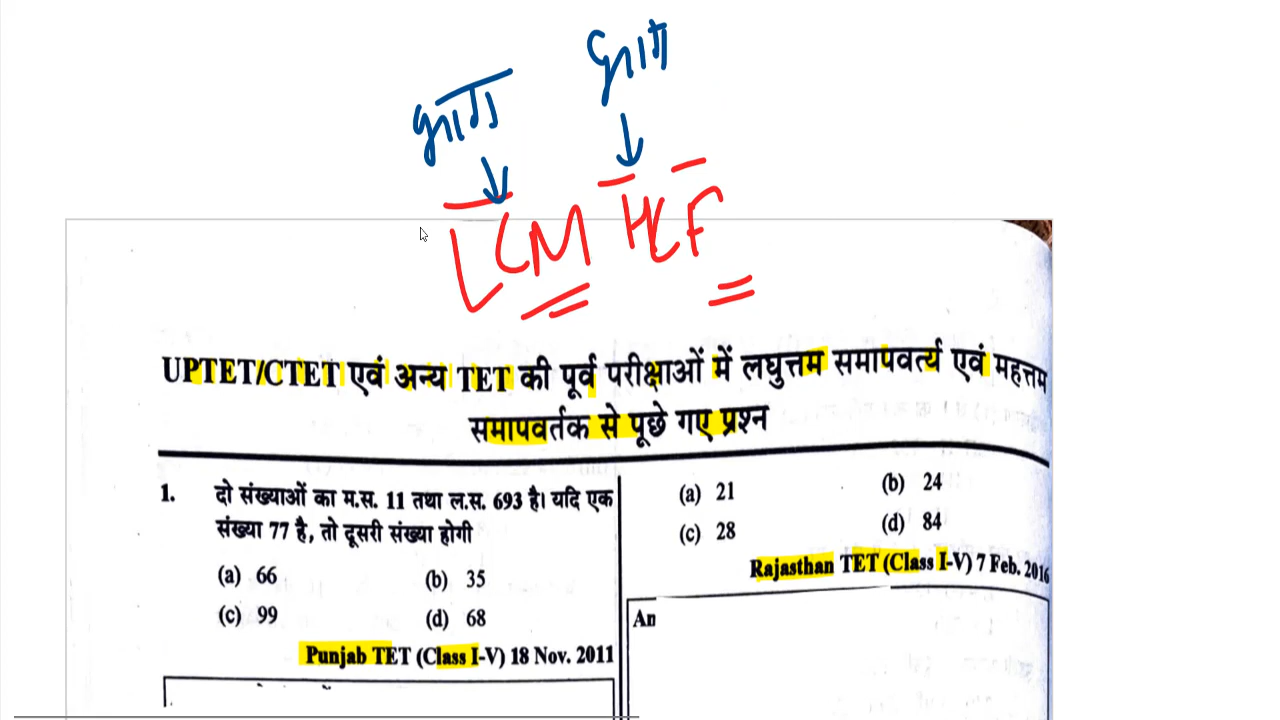 भाग
भाग
LCM HCF
UPTET/CTET एवं अन्य TET की पूर्व परीक्षाओं में लघुत्तम समापवर्त्य एवं महत्तम
समापवर्तक से पूछे गए प्रश्न
1. दो संख्याओं का म.स. 11 तथा ल.स. 693 है। यदि एक
संख्या 77 है, तो दूसरी संख्या होगी
(a) 66 (b) 35
(c) 99 (d) 68
Punjab TET (Class I-V) 18 Nov. 2011
(a) 21 (b) 24
(c) 28 (d) 84
Rajasthan TET (Class I-V) 7 Feb. 2016
An